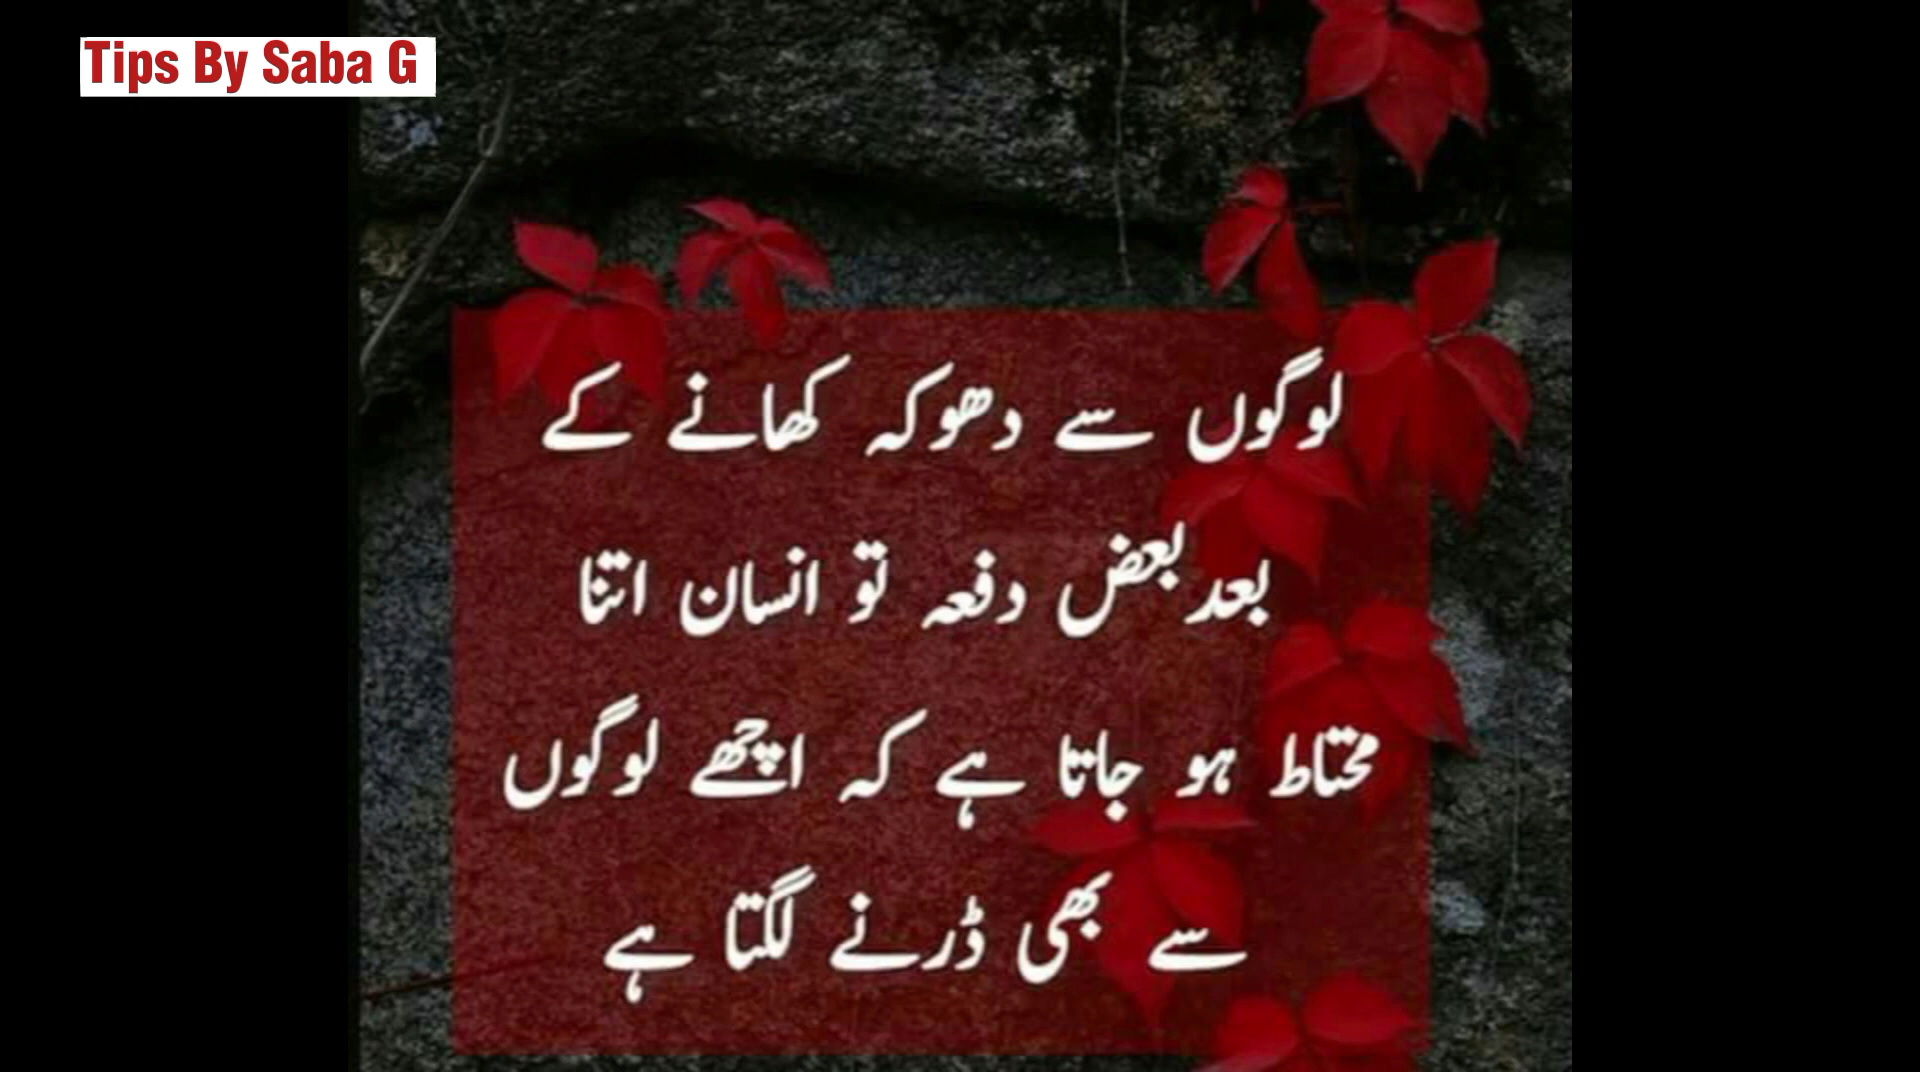 Tips By Saba G
لوگوں سے دھوکہ کھانے کے
بعد بعض دفعہ تو انسان اتنا
محتاط ہو جاتا ہے کہ اچھے لوگوں
سے بھی ڈرنے لگتا ہے